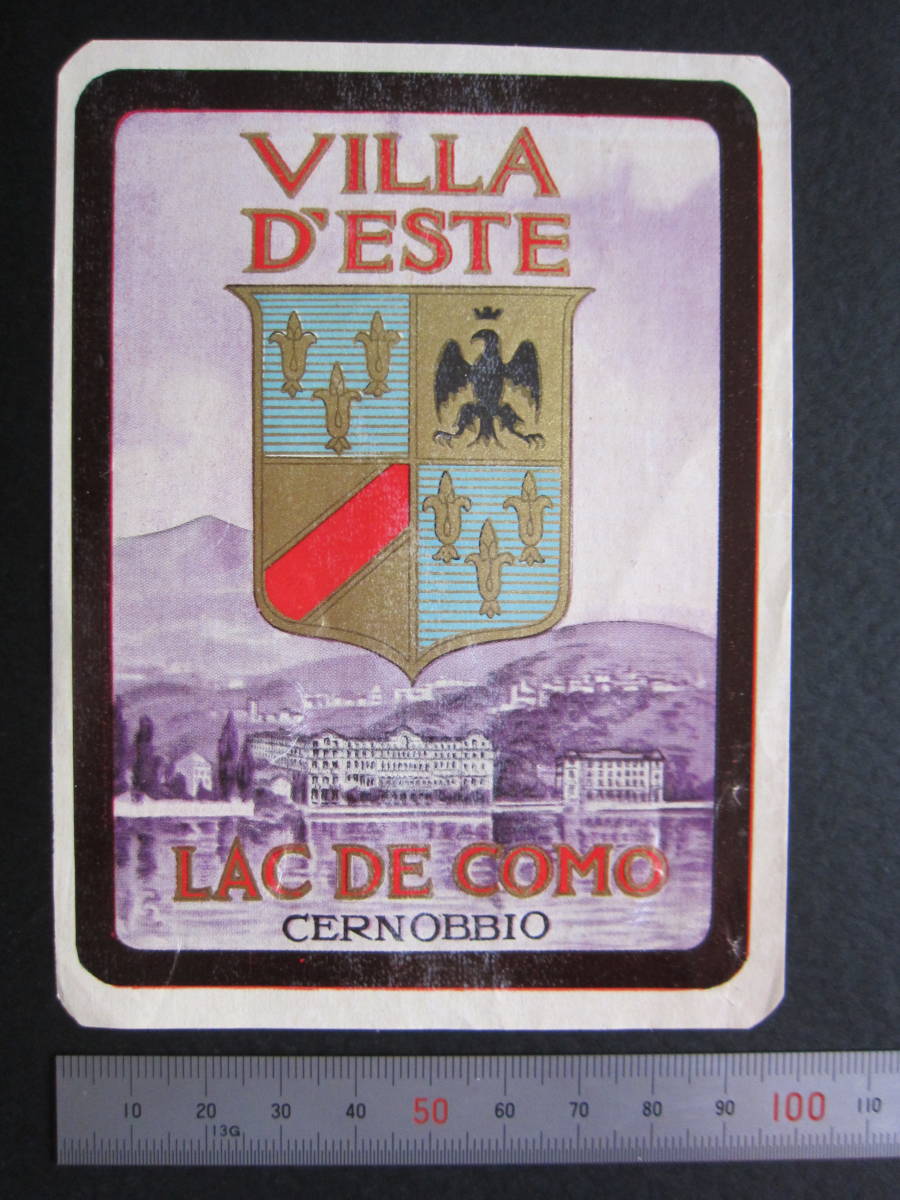 VILLA
D'ESTE
LAC DE COMO
CERNOBBIO
10 20 30 40 50 60 70 80 90 100 110
13G